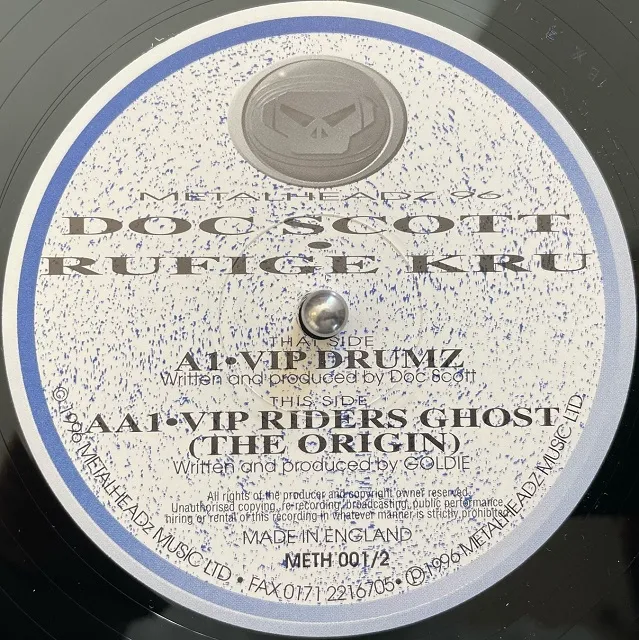 METALHEADZ 96
DOC SCOTT
•
RUFIGE KRU
THAT SIDE
A1•VIP DRUMZ
Written and produced by Doc Scott
THIS SIDE
AA1•VIP RIDERS GHOST
(THE ORIGIN)
Written and produced by GOLDIE
All rights of the producer and copyright owner reserved.
Unauthorised copying, re-recording, broadcasting, public performance,
hiring or rental of this recording in whatever manner is strictly prohibited.
MADE IN ENGLAND
METH 001/2
© 1996 METALHEADZ MUSIC LTD • FAX 0171 2216705 • ℗ 1996 METALHEADZ MUSIC LTD.